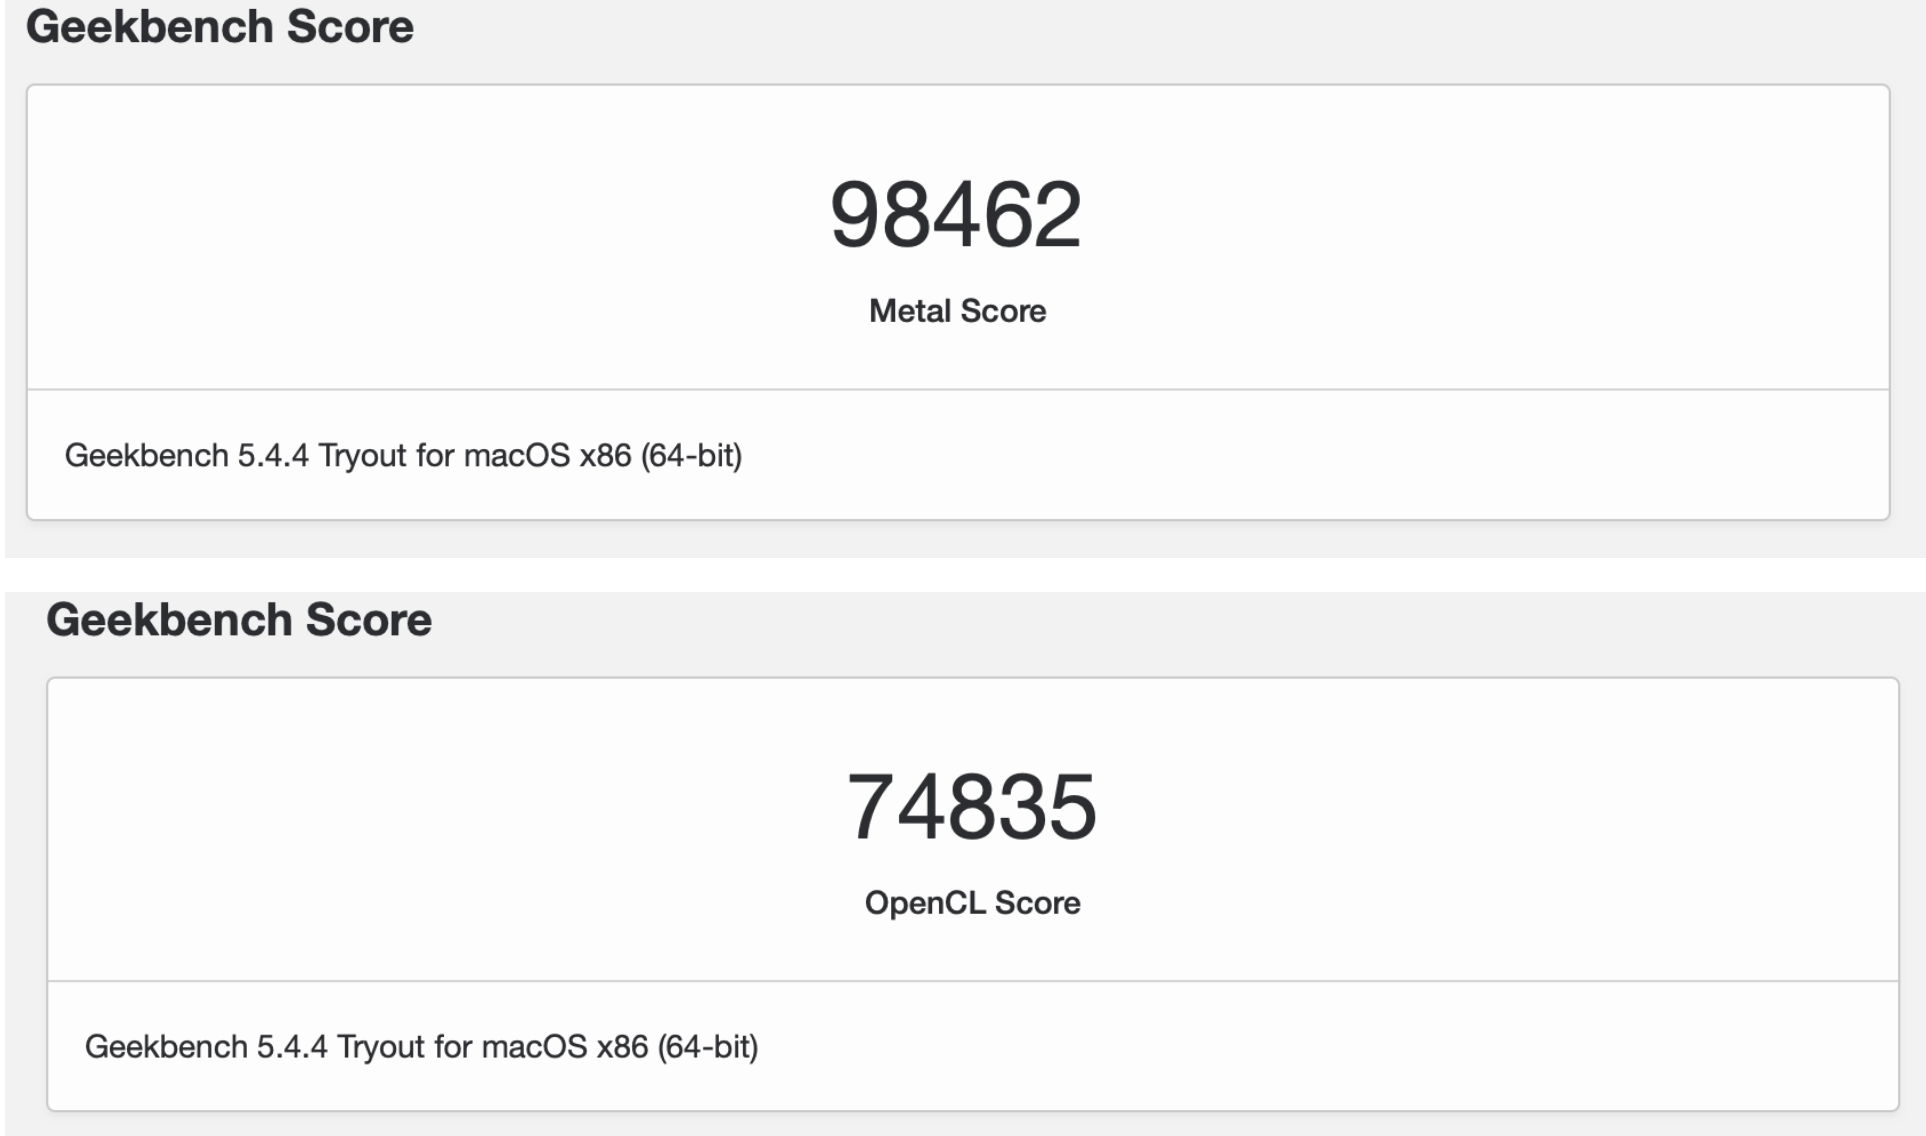 Geekbench Score
98462
Metal Score
Geekbench 5.4.4 Tryout for macOS x86 (64-bit)
Geekbench Score
74835
OpenCL Score
Geekbench 5.4.4 Tryout for macOS x86 (64-bit)